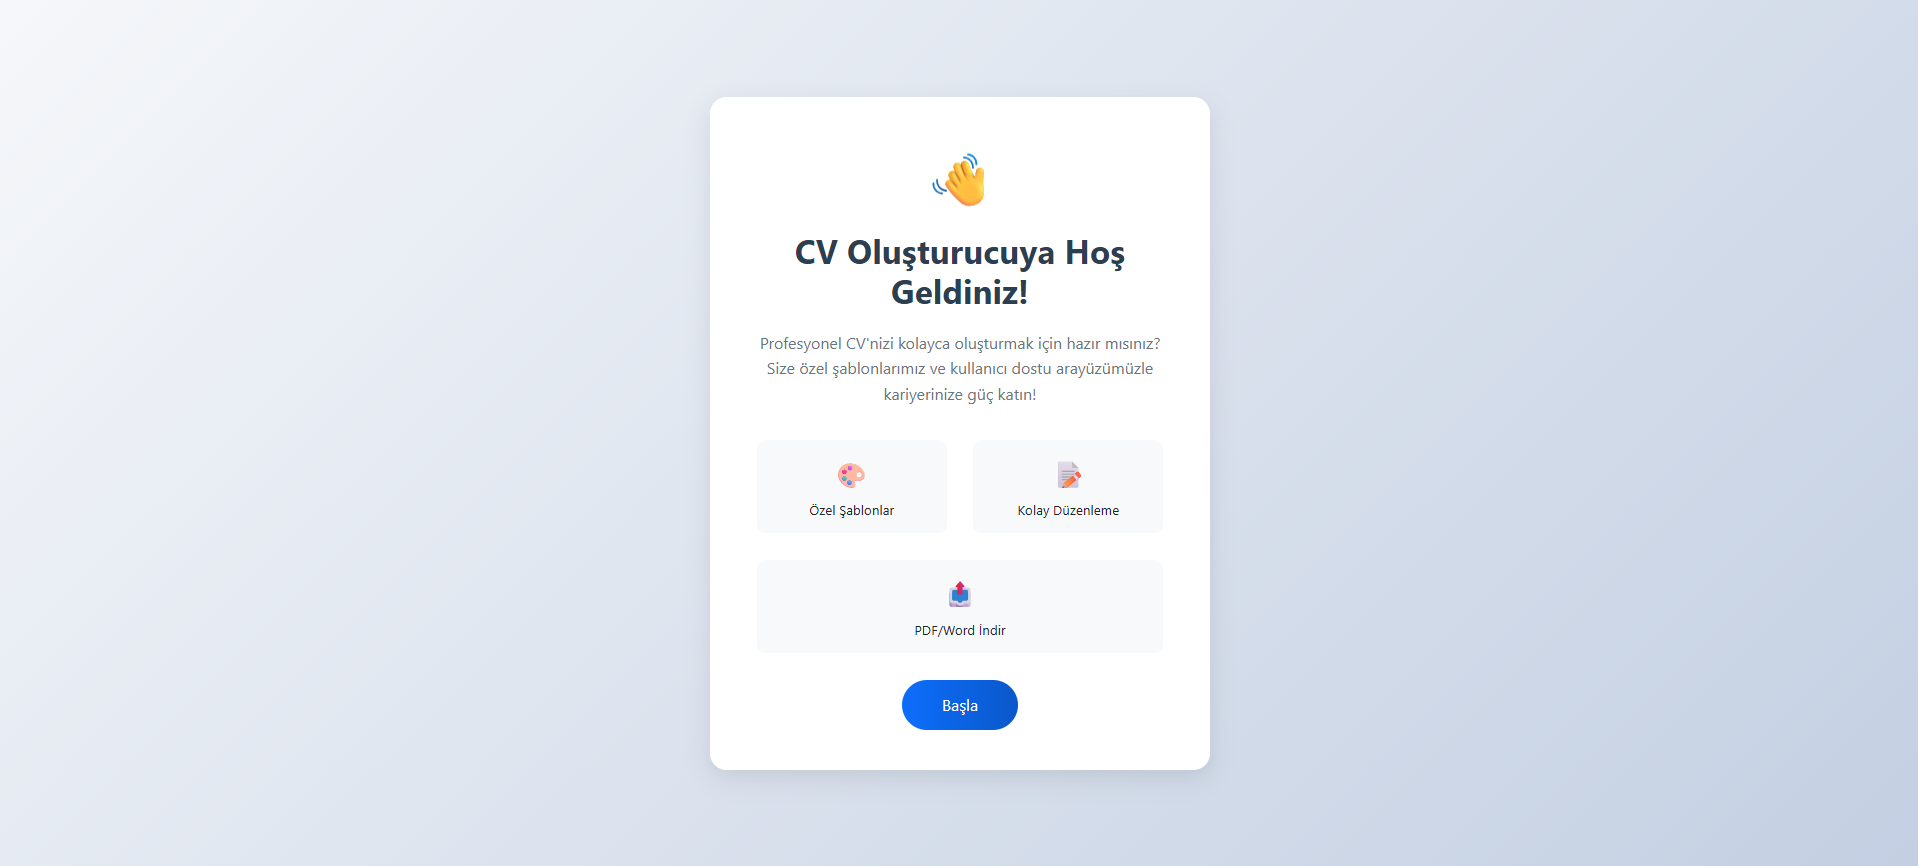 CV Oluşturucuya Hoş
Geldiniz!
Profesyonel CV'nizi kolayca oluşturmak için hazır mısınız?
Size özel şablonlarımız ve kullanıcı dostu arayüzümüzle
kariyerinize güç katın!
Özel Şablonlar
Kolay Düzenleme
PDF/Word İndir
Başla